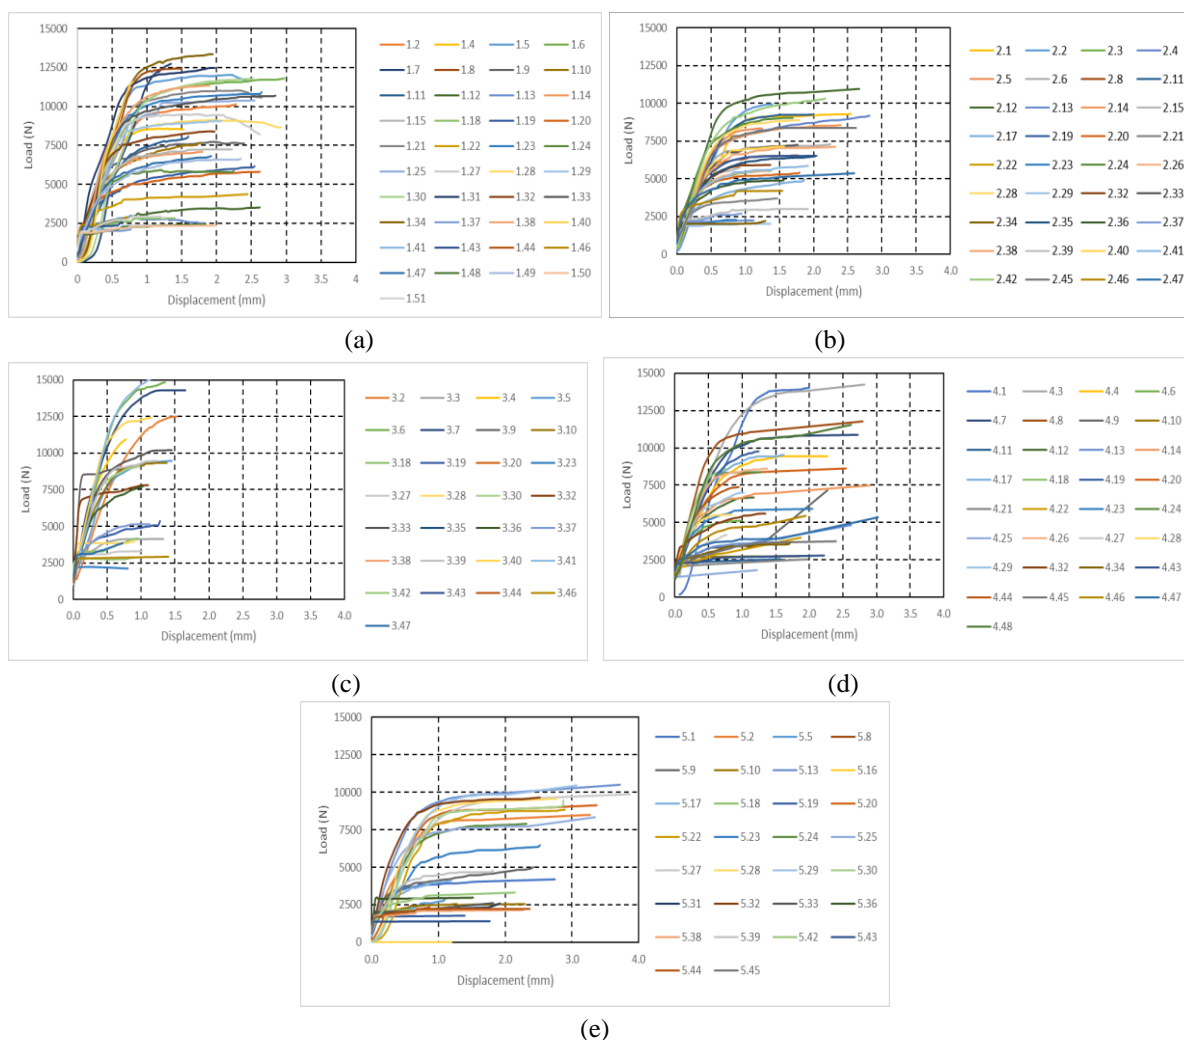 15000
12500
10000
7500
5000
2500
0
Load (N)
0 0.5 1 1.5 2 2.5 3 3.5 4
Displacement (mm)
1.2 1.4 1.5 1.6
1.7 1.8 1.9 1.10
1.11 1.12 1.13 1.14
1.15 1.18 1.19 1.20
1.21 1.22 1.23 1.24
1.25 1.27 1.28 1.29
1.30 1.31 1.32 1.33
1.34 1.37 1.38 1.40
1.41 1.43 1.44 1.46
1.47 1.48 1.49 1.50
1.51
(a)
15000
12500
10000
7500
5000
2500
0
Load (N)
0.0 0.5 1.0 1.5 2.0 2.5 3.0 3.5 4.0
Displacement (mm)
2.1 2.2 2.3 2.4
2.5 2.6 2.8 2.11
2.12 2.13 2.14 2.15
2.17 2.19 2.20 2.21
2.22 2.23 2.24 2.26
2.28 2.29 2.32 2.33
2.34 2.35 2.36 2.37
2.38 2.39 2.40 2.41
2.42 2.45 2.46 2.47
(b)
15000
12500
10000
7500
5000
2500
0
Load (N)
0.0 0.5 1.0 1.5 2.0 2.5 3.0 3.5 4.0
Displacement (mm)
3.2 3.3 3.4 3.5
3.6 3.7 3.9 3.10
3.18 3.19 3.20 3.23
3.27 3.28 3.30 3.32
3.33 3.35 3.36 3.37
3.38 3.39 3.40 3.41
3.42 3.43 3.44 3.46
3.47
(c)
15000
12500
10000
7500
5000
2500
0
Load (N)
0.0 0.5 1.0 1.5 2.0 2.5 3.0 3.5 4.0
Displacement (mm)
4.1 4.3 4.4 4.6
4.7 4.8 4.9 4.10
4.11 4.12 4.13 4.14
4.17 4.18 4.19 4.20
4.21 4.22 4.23 4.24
4.25 4.26 4.27 4.28
4.29 4.32 4.34 4.43
4.44 4.45 4.46 4.47
4.48
(d)
15000
12500
10000
7500
5000
2500
0
Load (N)
0.0 1.0 2.0 3.0 4.0
Displacement (mm)
5.1 5.2 5.5 5.8
5.9 5.10 5.13 5.16
5.17 5.18 5.19 5.20
5.22 5.23 5.24 5.25
5.27 5.28 5.29 5.30
5.31 5.32 5.33 5.36
5.38 5.39 5.42 5.43
5.44 5.45
(e)